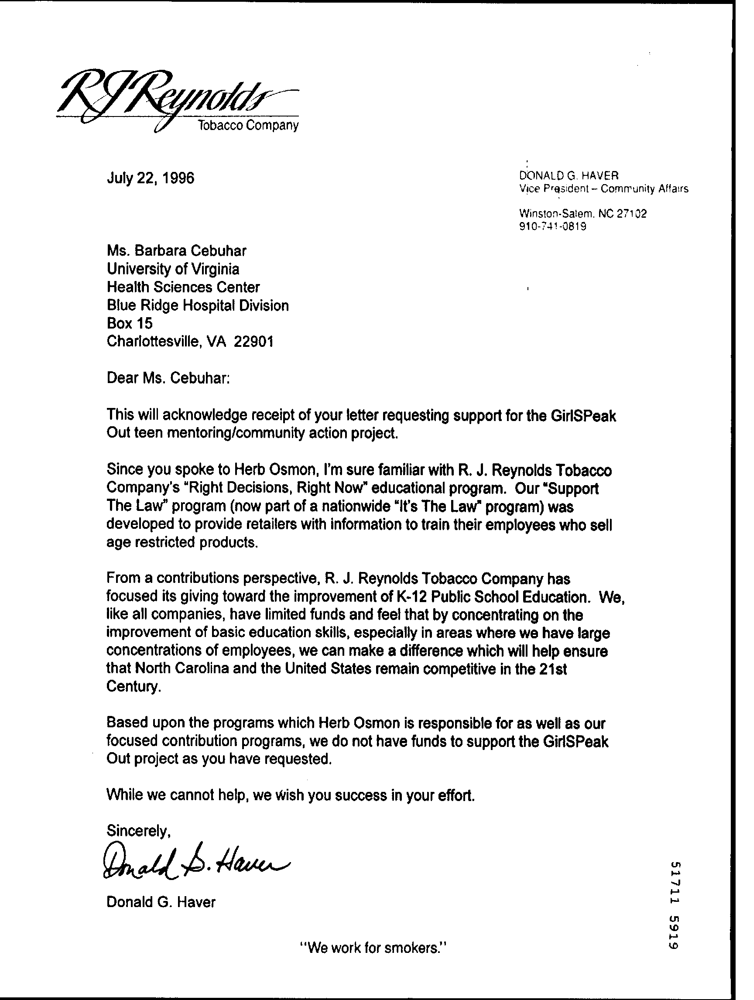 RJReynolds
Tobacco Company
July 22, 1996
DONALD G. HAVER
Vice President – Community Affairs
Winston-Salem, NC 27102
910-741-0819
Ms. Barbara Cebuhar
University of Virginia
Health Sciences Center
Blue Ridge Hospital Division
Box 15
Charlottesville, VA 22901
Dear Ms. Cebuhar:
This will acknowledge receipt of your letter requesting support for the GirlSPeak
Out teen mentoring/community action project.
Since you spoke to Herb Osmon, I'm sure familiar with R. J. Reynolds Tobacco
Company's "Right Decisions, Right Now" educational program. Our "Support
The Law" program (now part of a nationwide "It's The Law" program) was
developed to provide retailers with information to train their employees who sell
age restricted products.
From a contributions perspective, R. J. Reynolds Tobacco Company has
focused its giving toward the improvement of K-12 Public School Education. We,
like all companies, have limited funds and feel that by concentrating on the
improvement of basic education skills, especially in areas where we have large
concentrations of employees, we can make a difference which will help ensure
that North Carolina and the United States remain competitive in the 21st
Century.
Based upon the programs which Herb Osmon is responsible for as well as our
focused contribution programs, we do not have funds to support the GirlSPeak
Out project as you have requested.
While we cannot help, we wish you success in your effort.
Sincerely,
Donald G. Haver
Donald G. Haver
"We work for smokers."
51711 5919